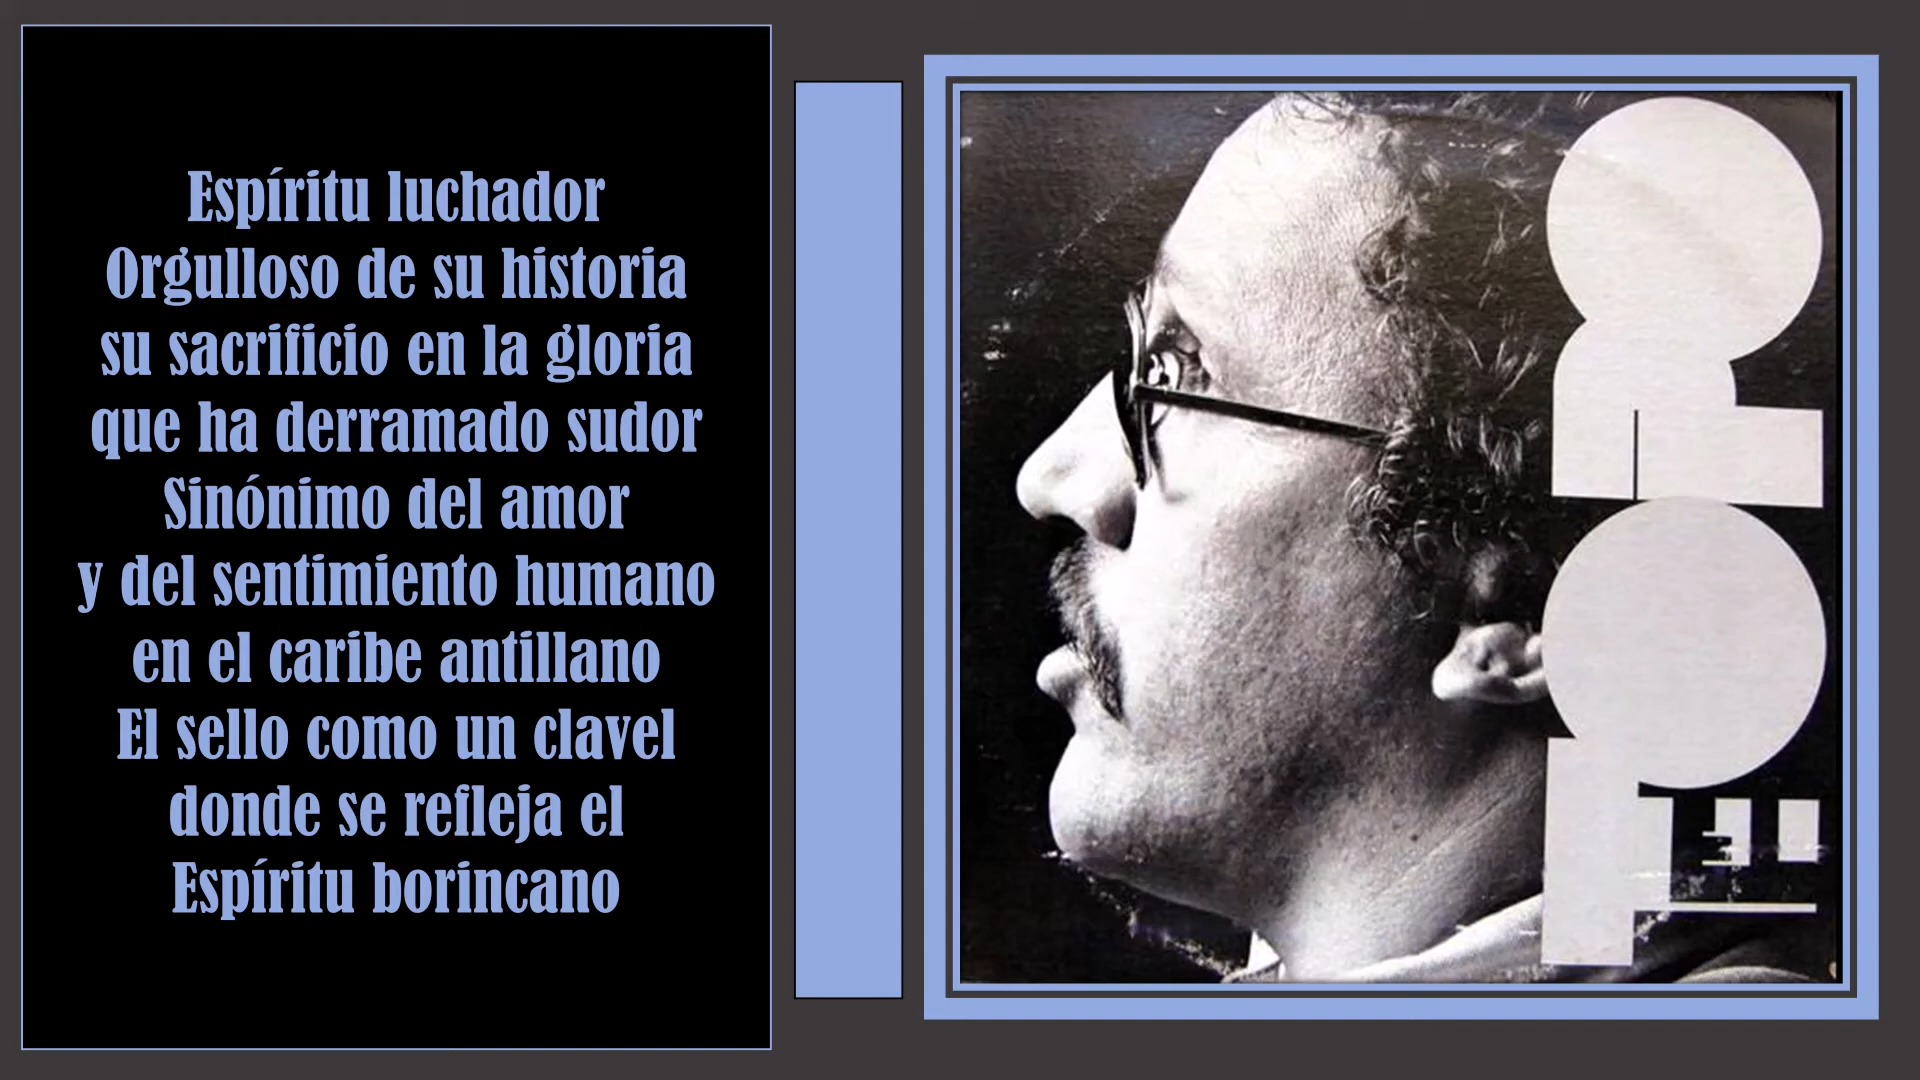 Espíritu luchador
Orgulloso de su historia
su sacrificio en la gloria
que ha derramado sudor
Sinónimo del amor
y del sentimiento humano
en el caribe antillano
El sello como un clavel
donde se refleja el
Espíritu borincano